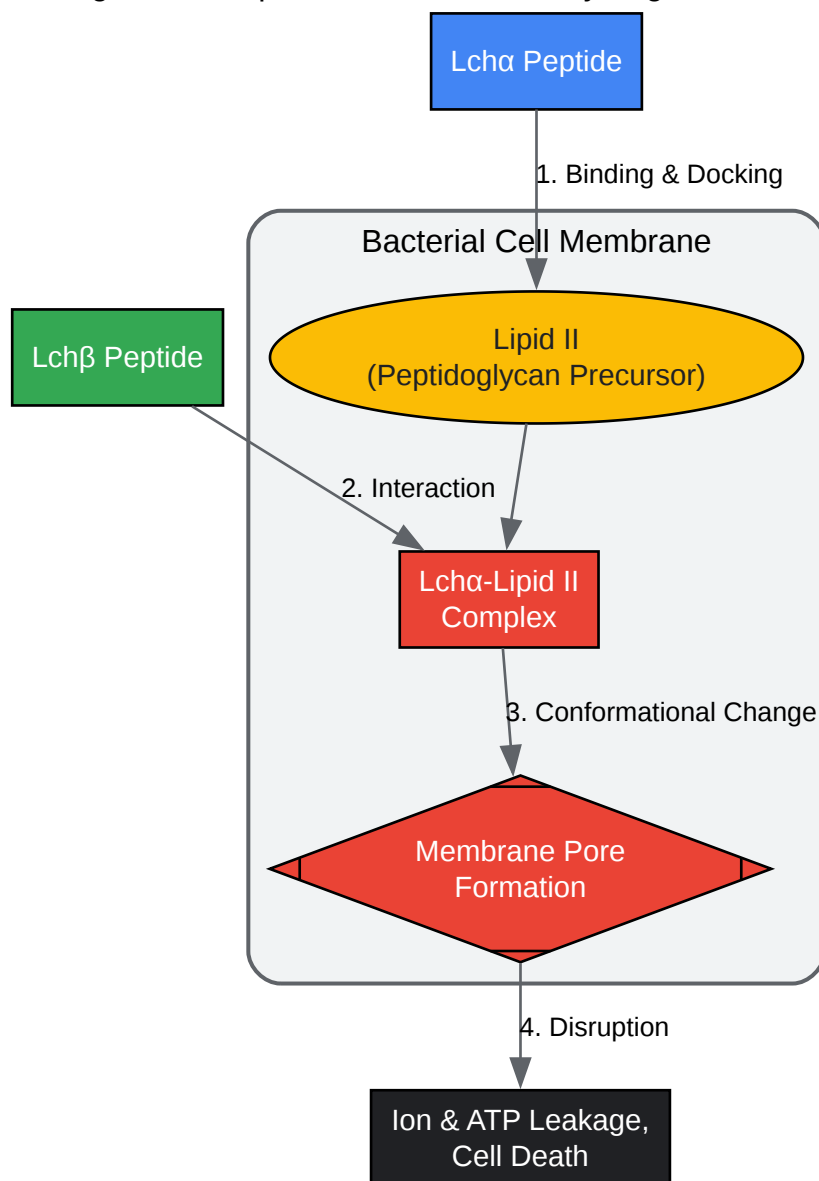 Lchα Peptide
1. Binding & Docking
Bacterial Cell Membrane
Lipid II
(Peptidoglycan Precursor)
Lchβ Peptide
2. Interaction
Lchα-Lipid II
Complex
3. Conformational Change
Membrane Pore
Formation
4. Disruption
Ion & ATP Leakage,
Cell Death